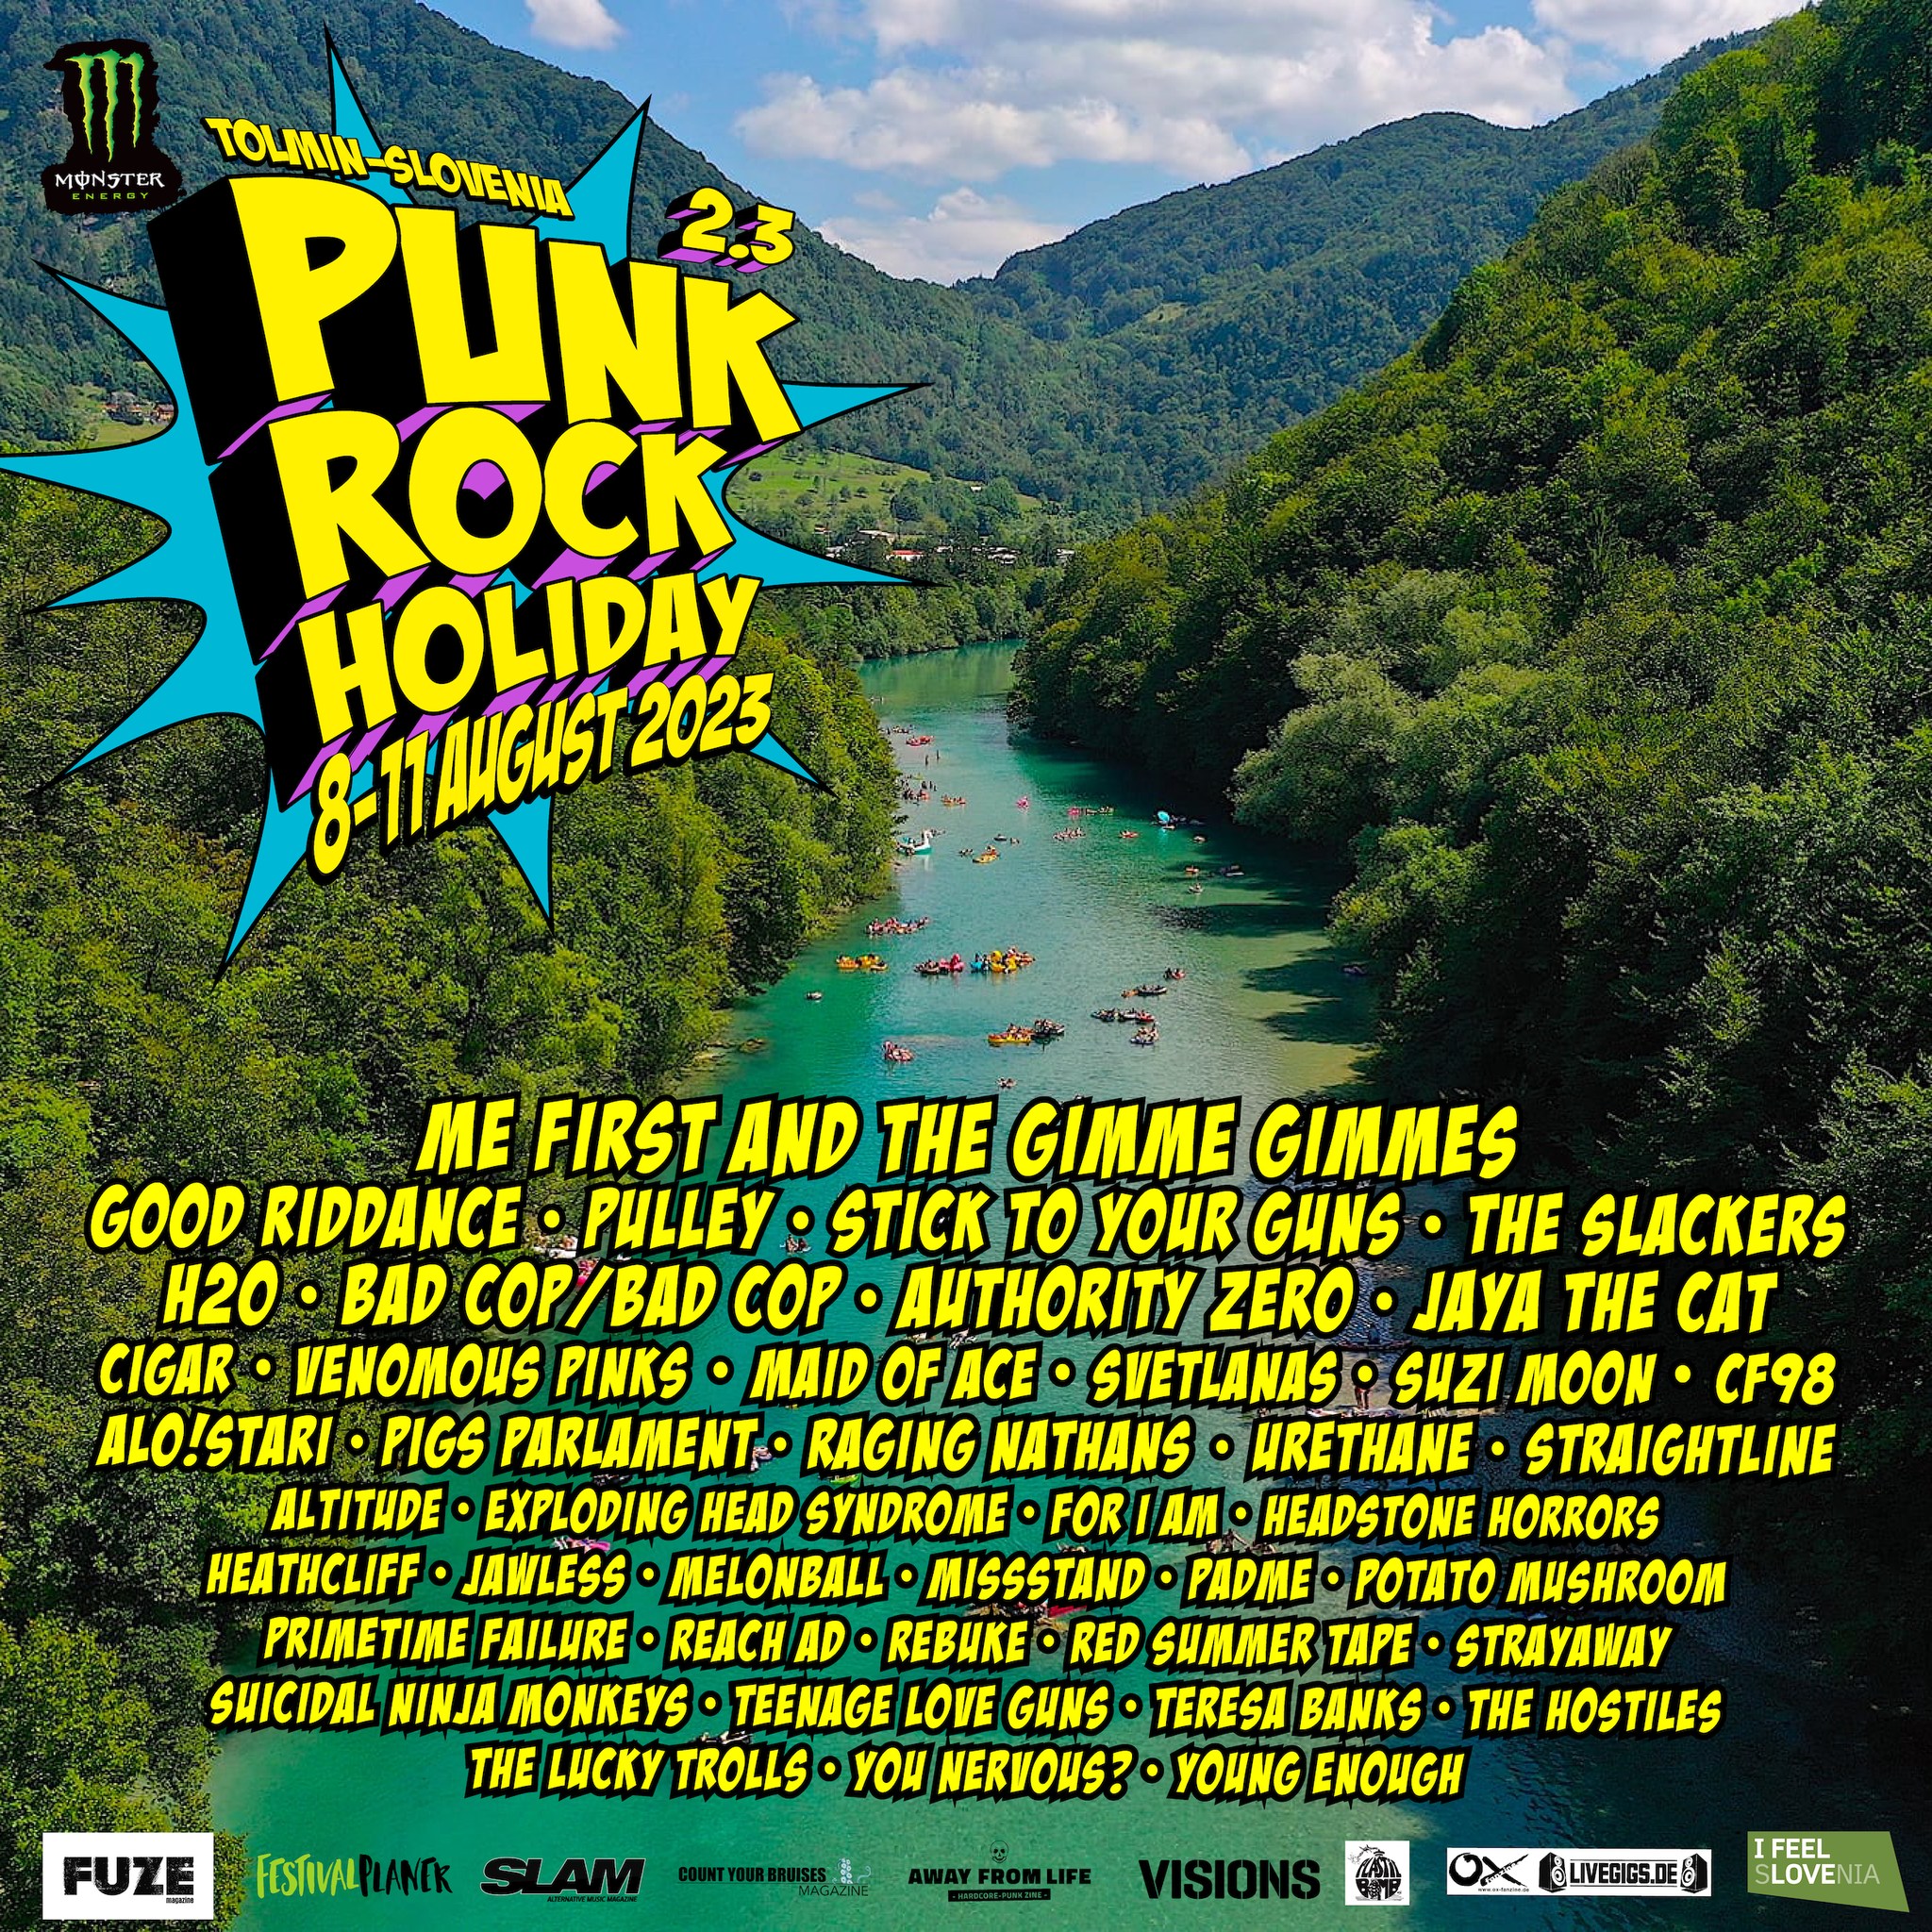 MONSTER
ENERGY
TOLMIN-SLOVENIA
2.3
PUNK
ROCK
HOLIDAY
8-11 AUGUST 2023
ME FIRST AND THE GIMME GIMMES
GOOD RIDDANCE • PULLEY • STICK TO YOUR GUNS • THE SLACKERS
H2O • BAD COP/BAD COP • AUTHORITY ZERO • JAYA THE CAT
CIGAR • VENOMOUS PINKS • MAID OF ACE • SVETLANAS • SUZI MOON • CF98
ALO!STARI • PIGS PARLAMENT • RAGING NATHANS • URETHANE • STRAIGHTLINE
ALTITUDE • EXPLODING HEAD SYNDROME • FOR I AM • HEADSTONE HORRORS
HEATHCLIFF • JAWLESS • MELONBALL • MISSSTAND • PADME • POTATO MUSHROOM
PRIMETIME FAILURE • REACH AD • REBUKE • RED SUMMER TAPE • STRAYAWAY
SUICIDAL NINJA MONKEYS • TEENAGE LOVE GUNS • TERESA BANKS • THE HOSTILES
THE LUCKY TROLLS • YOU NERVOUS? • YOUNG ENOUGH
FUZE
magazine
FESTIVALPLANER
SLAM
ALTERNATIVE MUSIC MAGAZINE
COUNT YOUR BRUISES
MAGAZINE
AWAY FROM LIFE
- HARDCORE-PUNK ZINE -
VISIONS
PLASTIC
BOMB
OX
www.ox-fanzine.de
LIVEGIGS.DE
I FEEL
SLOVENIA